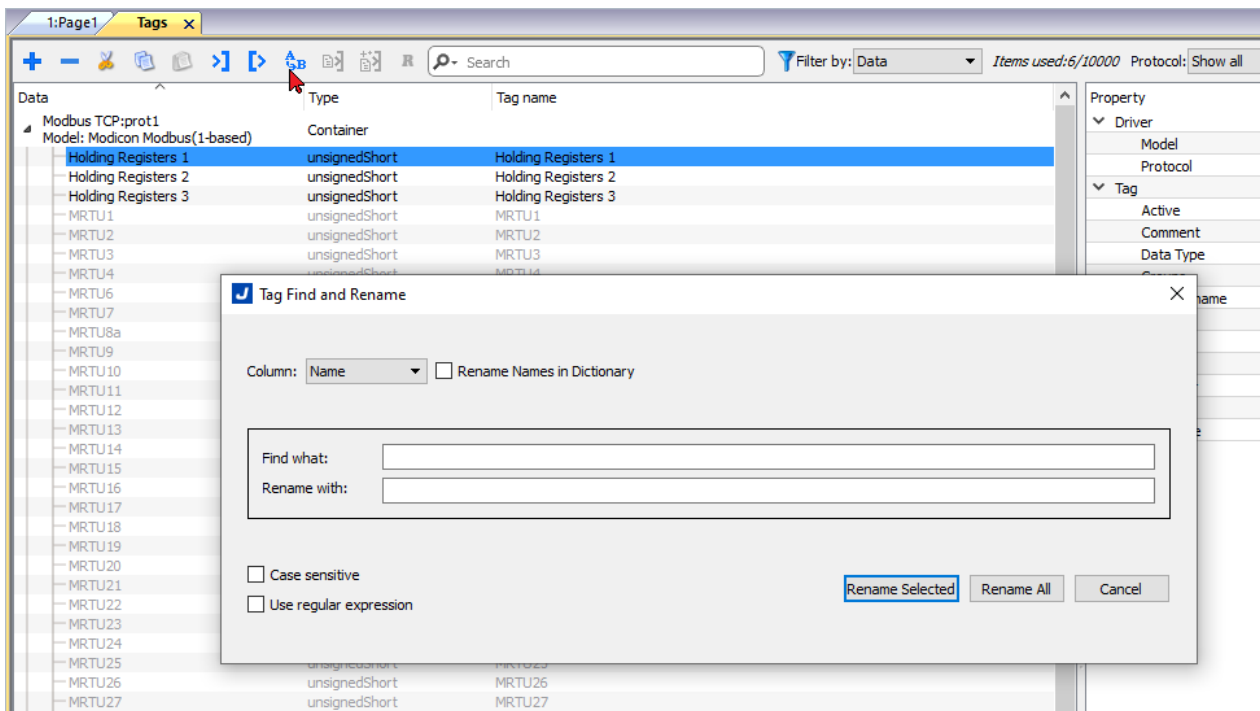 1:Page1 Tags
Search Filter by: Data Items used:6/10000 Protocol: Show all
Data Type Tag name Property
Modbus TCP:prot1
Model: Modicon Modbus(1-based) Container
Driver
Model
Protocol
Tag
Active
Comment
Data Type
Holding Registers 1 unsignedShort Holding Registers 1
Holding Registers 2 unsignedShort Holding Registers 2
Holding Registers 3 unsignedShort Holding Registers 3
MRTU1 unsignedShort MRTU1
MRTU2 unsignedShort MRTU2
MRTU3 unsignedShort MRTU3
MRTU4 unsignedShort MRTU4
MRTU6
MRTU7
MRTU8a
MRTU9
MRTU10
MRTU11
MRTU12
MRTU13
MRTU14
MRTU15
MRTU16
MRTU17
MRTU18
MRTU19
MRTU20
MRTU21
MRTU22
MRTU23
MRTU24
MRTU25 unsignedShort MRTU25
MRTU26 unsignedShort MRTU26
MRTU27 unsignedShort MRTU27
Tag Find and Rename
Column: Name Rename Names in Dictionary
Find what:
Rename with:
Case sensitive
Use regular expression
Rename Selected Rename All Cancel
name